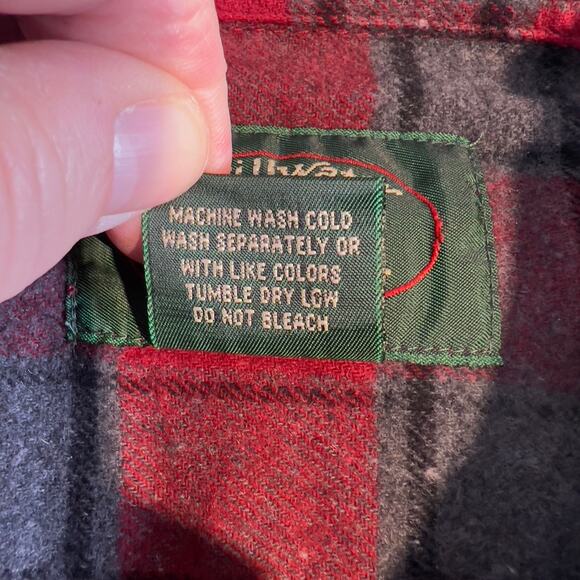 MACHINE WASH COLD
WASH SEPARATELY OR
WITH LIKE COLORS
TUMBLE DRY LOW
DO NOT BLEACH